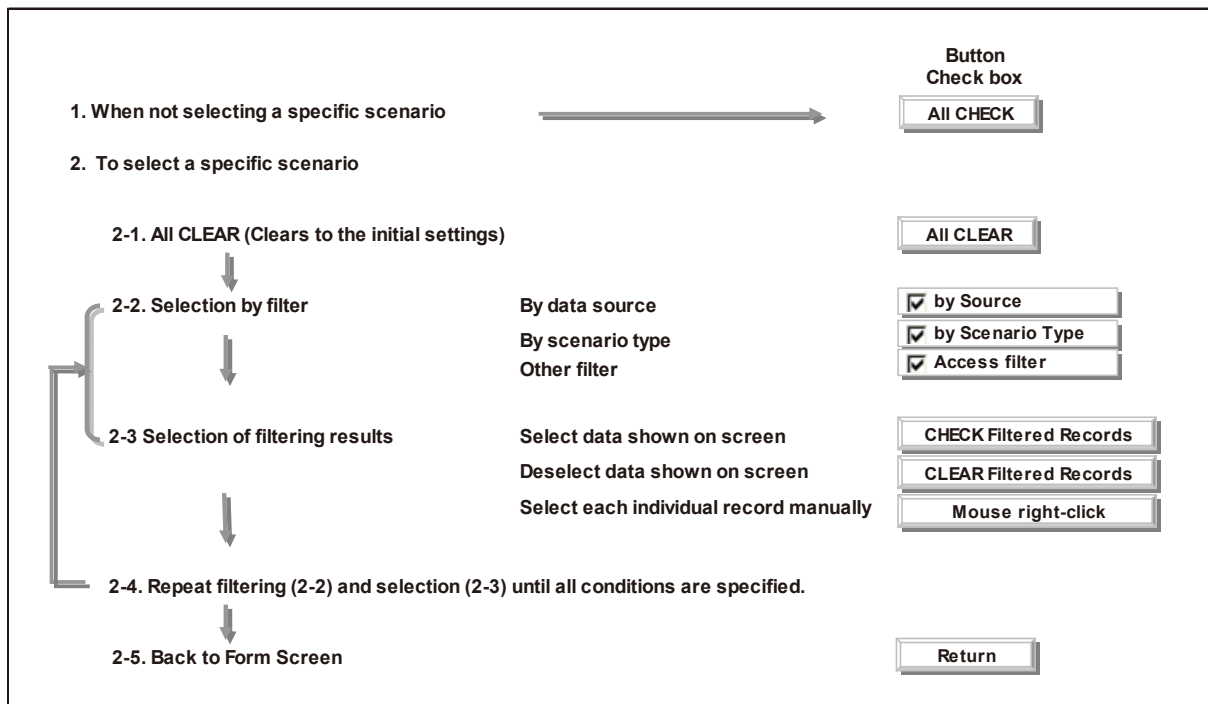 Button
Check box
1. When not selecting a specific scenario
All CHECK
2. To select a specific scenario
2-1. All CLEAR (Clears to the initial settings)
All CLEAR
2-2. Selection by filter
By data source
by Source
By scenario type
by Scenario Type
Other filter
Access filter
2-3 Selection of filtering results
Select data shown on screen
CHECK Filtered Records
Deselect data shown on screen
CLEAR Filtered Records
Select each individual record manually
Mouse right-click
2-4. Repeat filtering (2-2) and selection (2-3) until all conditions are specified.
2-5. Back to Form Screen
Return